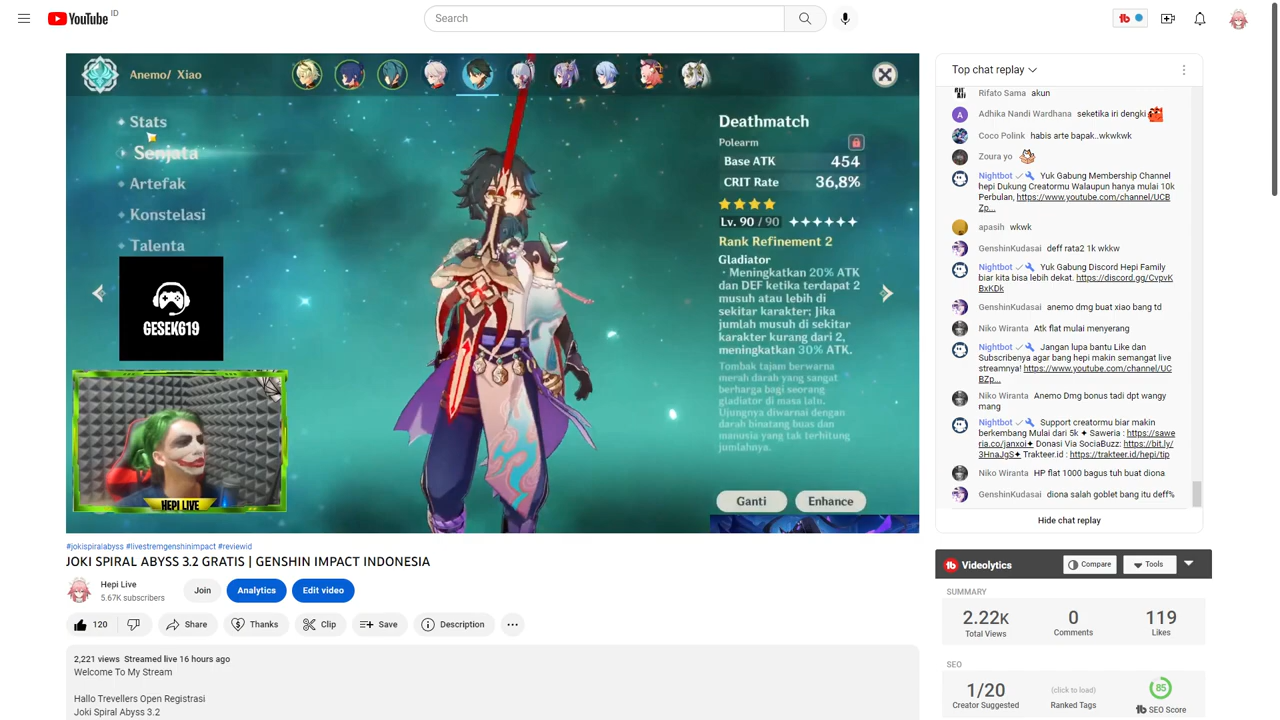 YouTube ID
Search
tb
Anemo/ Xiao
Stats
Senjata
Artefak
Konstelasi
Talenta
GESEKG19
HEPI LIVE
Deathmatch
Polearm
Base ATK 454
CRIT Rate 36,8%
Lv. 90 / 90
Rank Refinement 2
Gladiator
· Meningkatkan 20% ATK
dan DEF ketika terdapat 2
musuh atau lebih di
sekitar karakter; Jika
jumlah musuh di sekitar
karakter kurang dari 2,
meningkatkan 30% ATK.
Tombak tajam berwarna
merah darah yang sangat
berharga bagi seorang
gladiator di masa lalu.
Ujungnya diwarnai dengan
darah binatang buas dan
manusia yang tak terhitung
jumlahnya.
Ganti
Enhance
#jokispiralabyss #livestremgenshinimpact #reviewid
JOKI SPIRAL ABYSS 3.2 GRATIS | GENSHIN IMPACT INDONESIA
Hepi Live
5.67K subscribers
Join
Analytics
Edit video
120
Share
Thanks
Clip
Save
Description
2,221 views Streamed live 16 hours ago
Welcome To My Stream
Hallo Trevellers Open Registrasi
Joki Spiral Abyss 3.2
Top chat replay
Rifato Sama akun
A Adhika Nandi Wardhana seketika iri dengki
Coco Polink habis arte bapak..wkwkwk
Zoura yo
Nightbot Yuk Gabung Membership Channel
hepi Dukung Creatormu Walaupun hanya mulai 10k
Perbulan, https://www.youtube.com/channel/UCB
Zp...
apasih wkwk
GenshinKudasai deff rata2 1k wkkw
Nightbot Yuk Gabung Discord Hepi Family
biar kita bisa lebih dekat. https://discord.gg/CvpvK
BxKDk
GenshinKudasai anemo dmg buat xiao bang td
Niko Wiranta Atk flat mulai menyerang
Nightbot Jangan lupa bantu Like dan
Subscribenya agar bang hepi makin semangat live
streamnya! https://www.youtube.com/channel/UC
BZp...
Niko Wiranta Anemo Dmg bonus tadi dpt wangy
mang
Nightbot Support creatormu biar makin
berkembang Mulai dari 5k ✦ Saweria : https://sawe
ria.co/janxoi✦ Donasi Via SociaBuzz: https://bit.ly/
3HnaJgS✦ Trakteer.id : https://trakteer.id/hepi/tip
Niko Wiranta HP flat 1000 bagus tuh buat diona
GenshinKudasai diona salah goblet bang itu deff%
Hide chat replay
tb Videolytics
Compare
Tools
SUMMARY
2.22K
Total Views
0
Comments
119
Likes
SEO
1/20
Creator Suggested
(click to load)
Ranked Tags
85
tb SEO Score